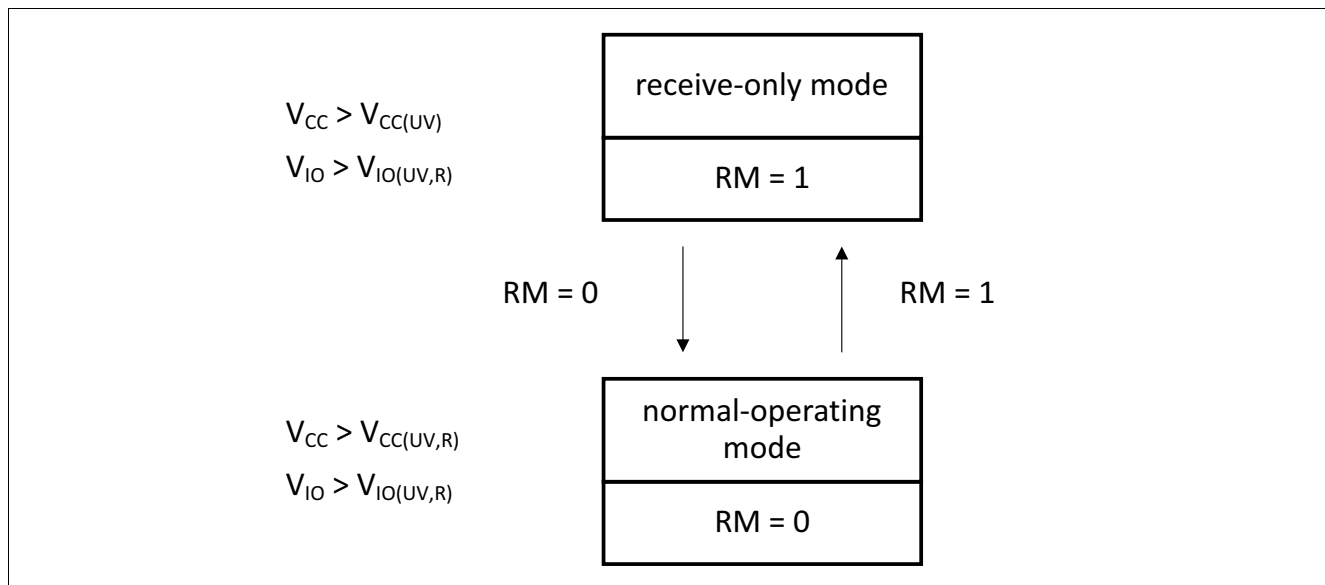 receive-only mode
V_CC > V_CC(UV)
V_IO > V_IO(UV,R)
RM = 1
RM = 0
RM = 1
normal-operating
mode
V_CC > V_CC(UV,R)
V_IO > V_IO(UV,R)
RM = 0